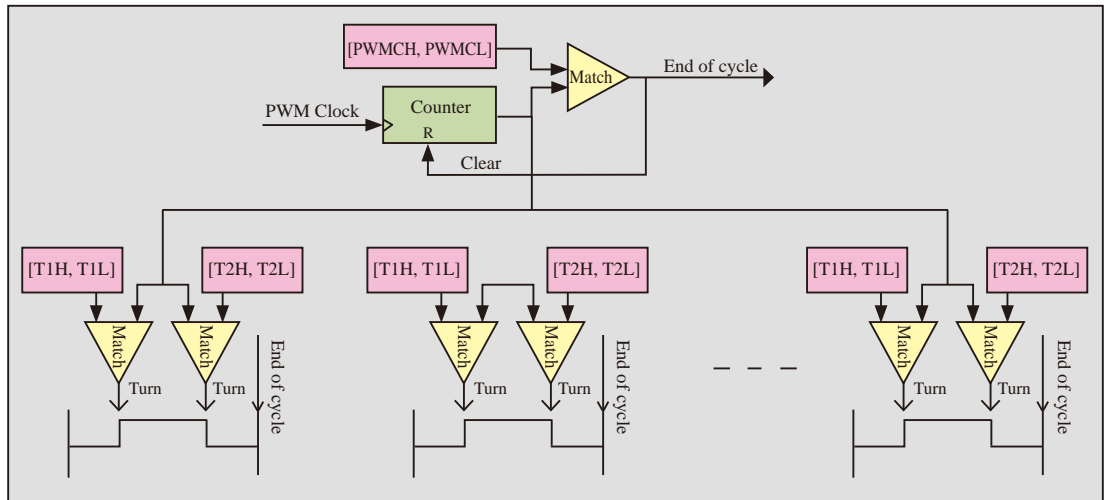 [PWMCH, PWMCL]
Match
End of cycle
PWM Clock
Counter
R
Clear
[T1H, T1L]
[T2H, T2L]
[T1H, T1L]
[T2H, T2L]
[T1H, T1L]
[T2H, T2L]
Match
Match
End of cycle
Match
Match
End of cycle
Match
Match
End of cycle
Turn
Turn
Turn
Turn
Turn
Turn